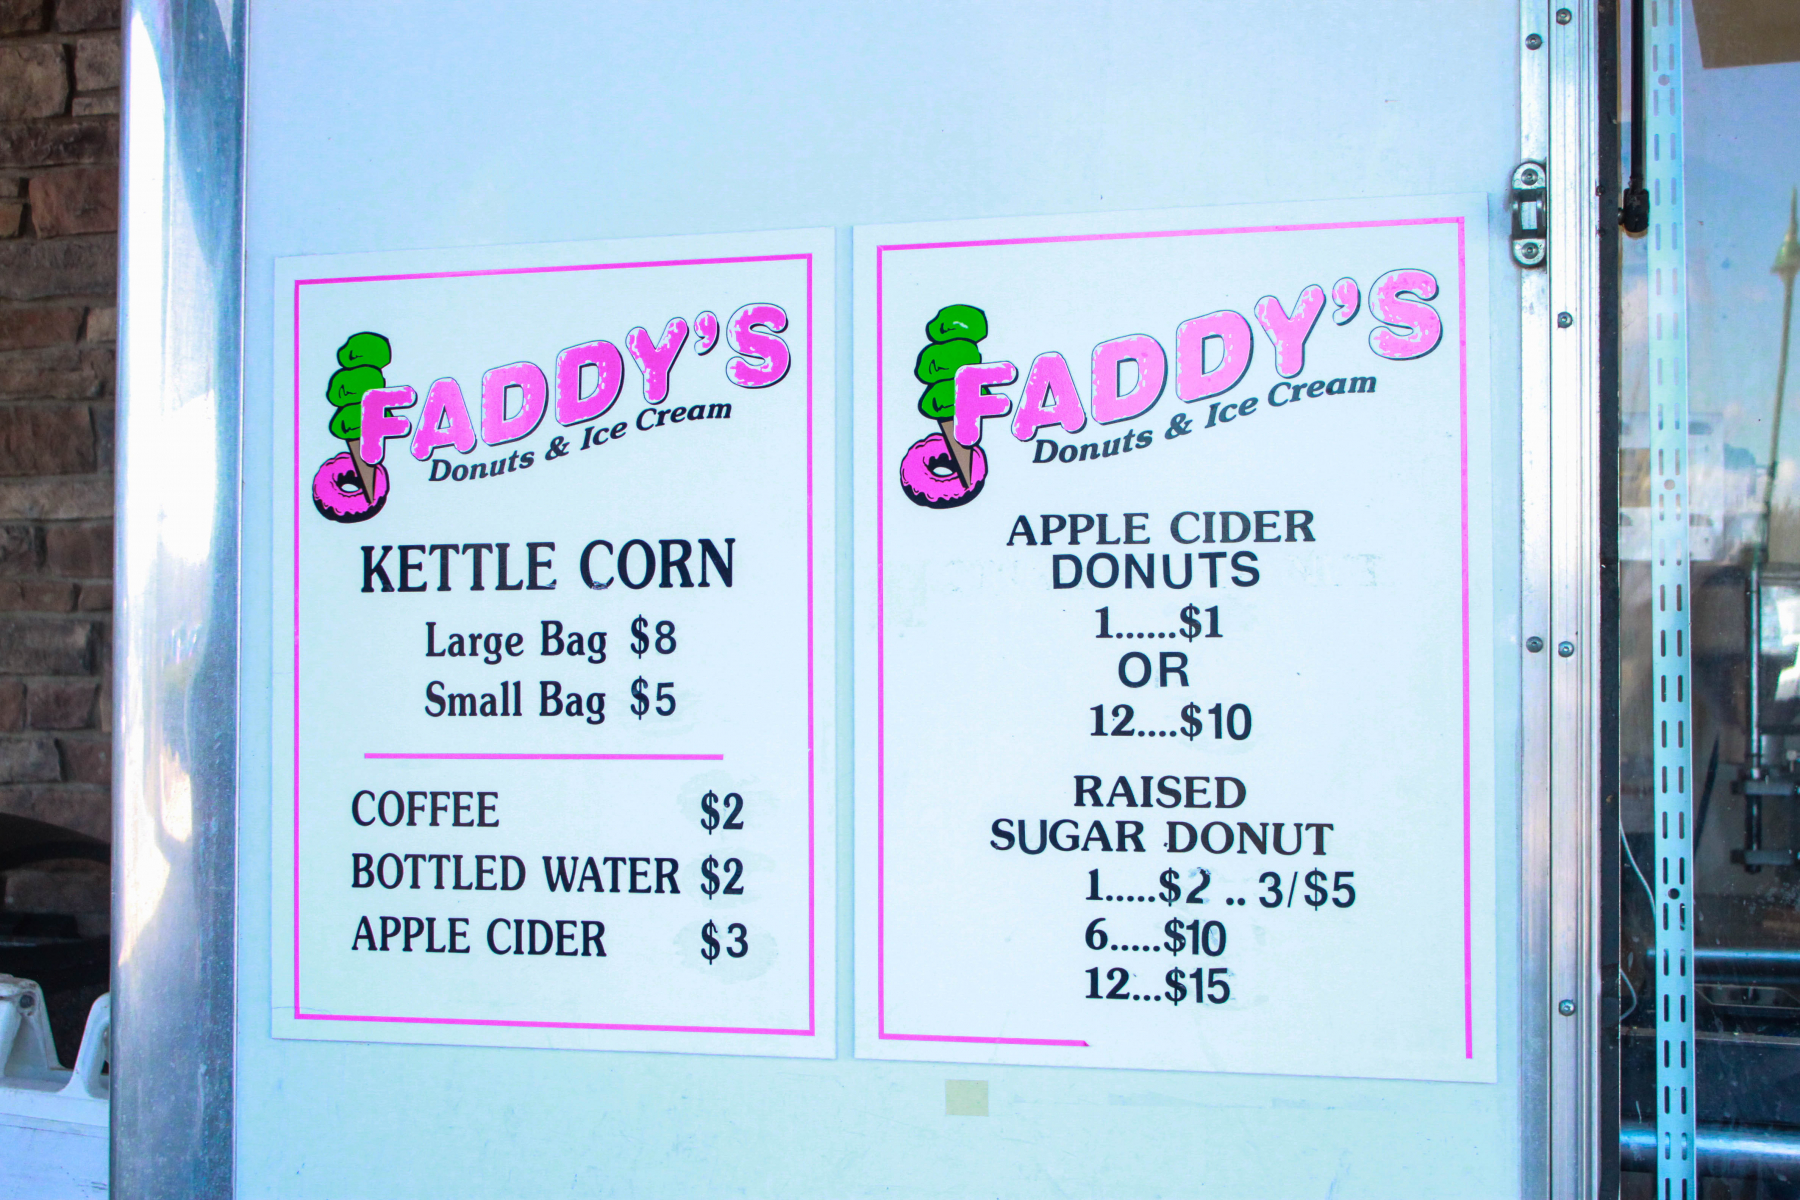 FADDY'S
Donuts & Ice Cream
KETTLE CORN
Large Bag $8
Small Bag $5
COFFEE $2
BOTTLED WATER $2
APPLE CIDER $3
FADDY'S
Donuts & Ice Cream
APPLE CIDER
DONUTS
1......$1
OR
12....$10
RAISED
SUGAR DONUT
1.....$2 .. 3/$5
6.....$10
12...$15